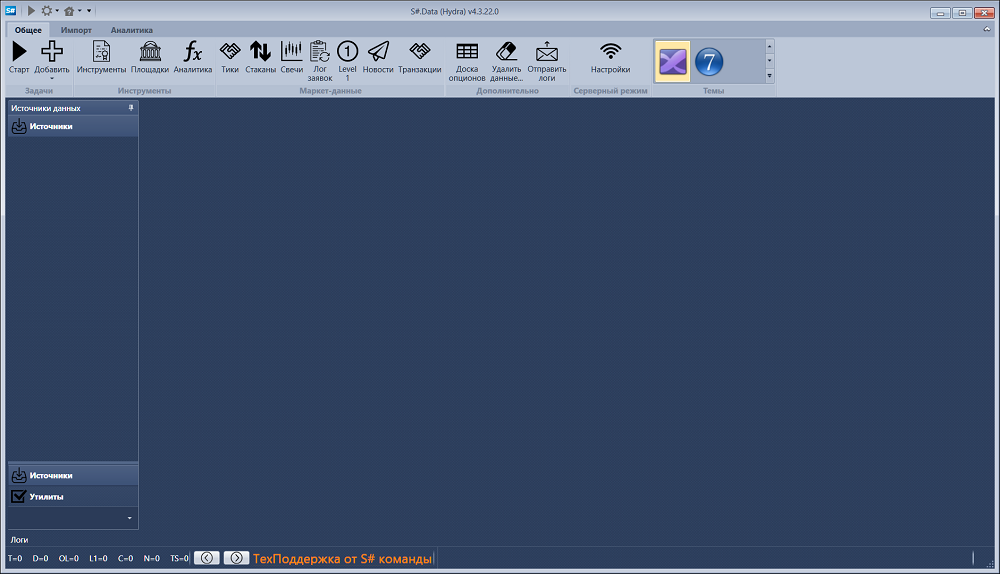 S#
S#.Data (Hydra) v4.3.22.0
Общее Импорт Аналитика
Старт Добавить Инструменты Площадки Аналитика Тики Стаканы Свечи Лог заявок Level 1 Новости Транзакции Доска опционов Удалить данные... Отправить логи Настройки
1
7
Задачи Инструменты Маркет-данные Дополнительно Серверный режим Темы
Источники данных
Источники
Источники
Утилиты
Логи
T=0 D=0 OL=0 L1=0 C=0 N=0 TS=0 ТехПоддержка от S# команды